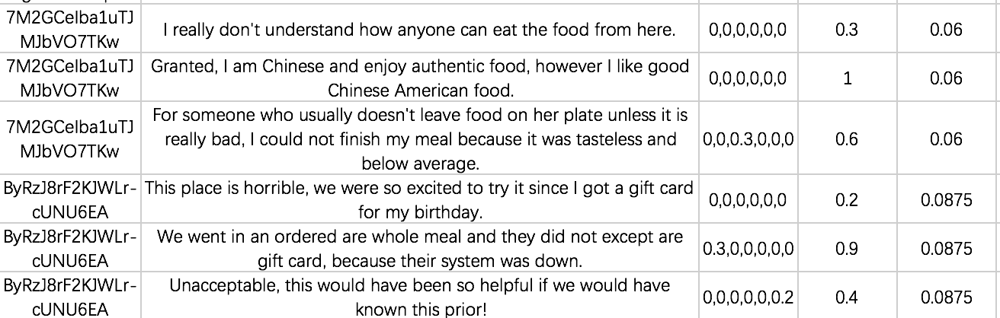 7M2GCeIba1uTJ
MJbVO7TKw
I really don't understand how anyone can eat the food from here.
0,0,0,0,0,0
0.3
0.06
7M2GCeIba1uTJ
MJbVO7TKw
Granted, I am Chinese and enjoy authentic food, however I like good
Chinese American food.
0,0,0,0,0,0
1
0.06
7M2GCeIba1uTJ
MJbVO7TKw
For someone who usually doesn't leave food on her plate unless it is
really bad, I could not finish my meal because it was tasteless and
below average.
0,0,0.3,0,0,0
0.6
0.06
ByRzJ8rF2KJWLr-
cUNU6EA
This place is horrible, we were so excited to try it since I got a gift card
for my birthday.
0,0,0,0,0,0
0.2
0.0875
ByRzJ8rF2KJWLr-
cUNU6EA
We went in an ordered are whole meal and they did not except are
gift card, because their system was down.
0.3,0,0,0,0,0
0.9
0.0875
ByRzJ8rF2KJWLr-
cUNU6EA
Unacceptable, this would have been so helpful if we would have
known this prior!
0,0,0,0,0,0.2
0.4
0.0875